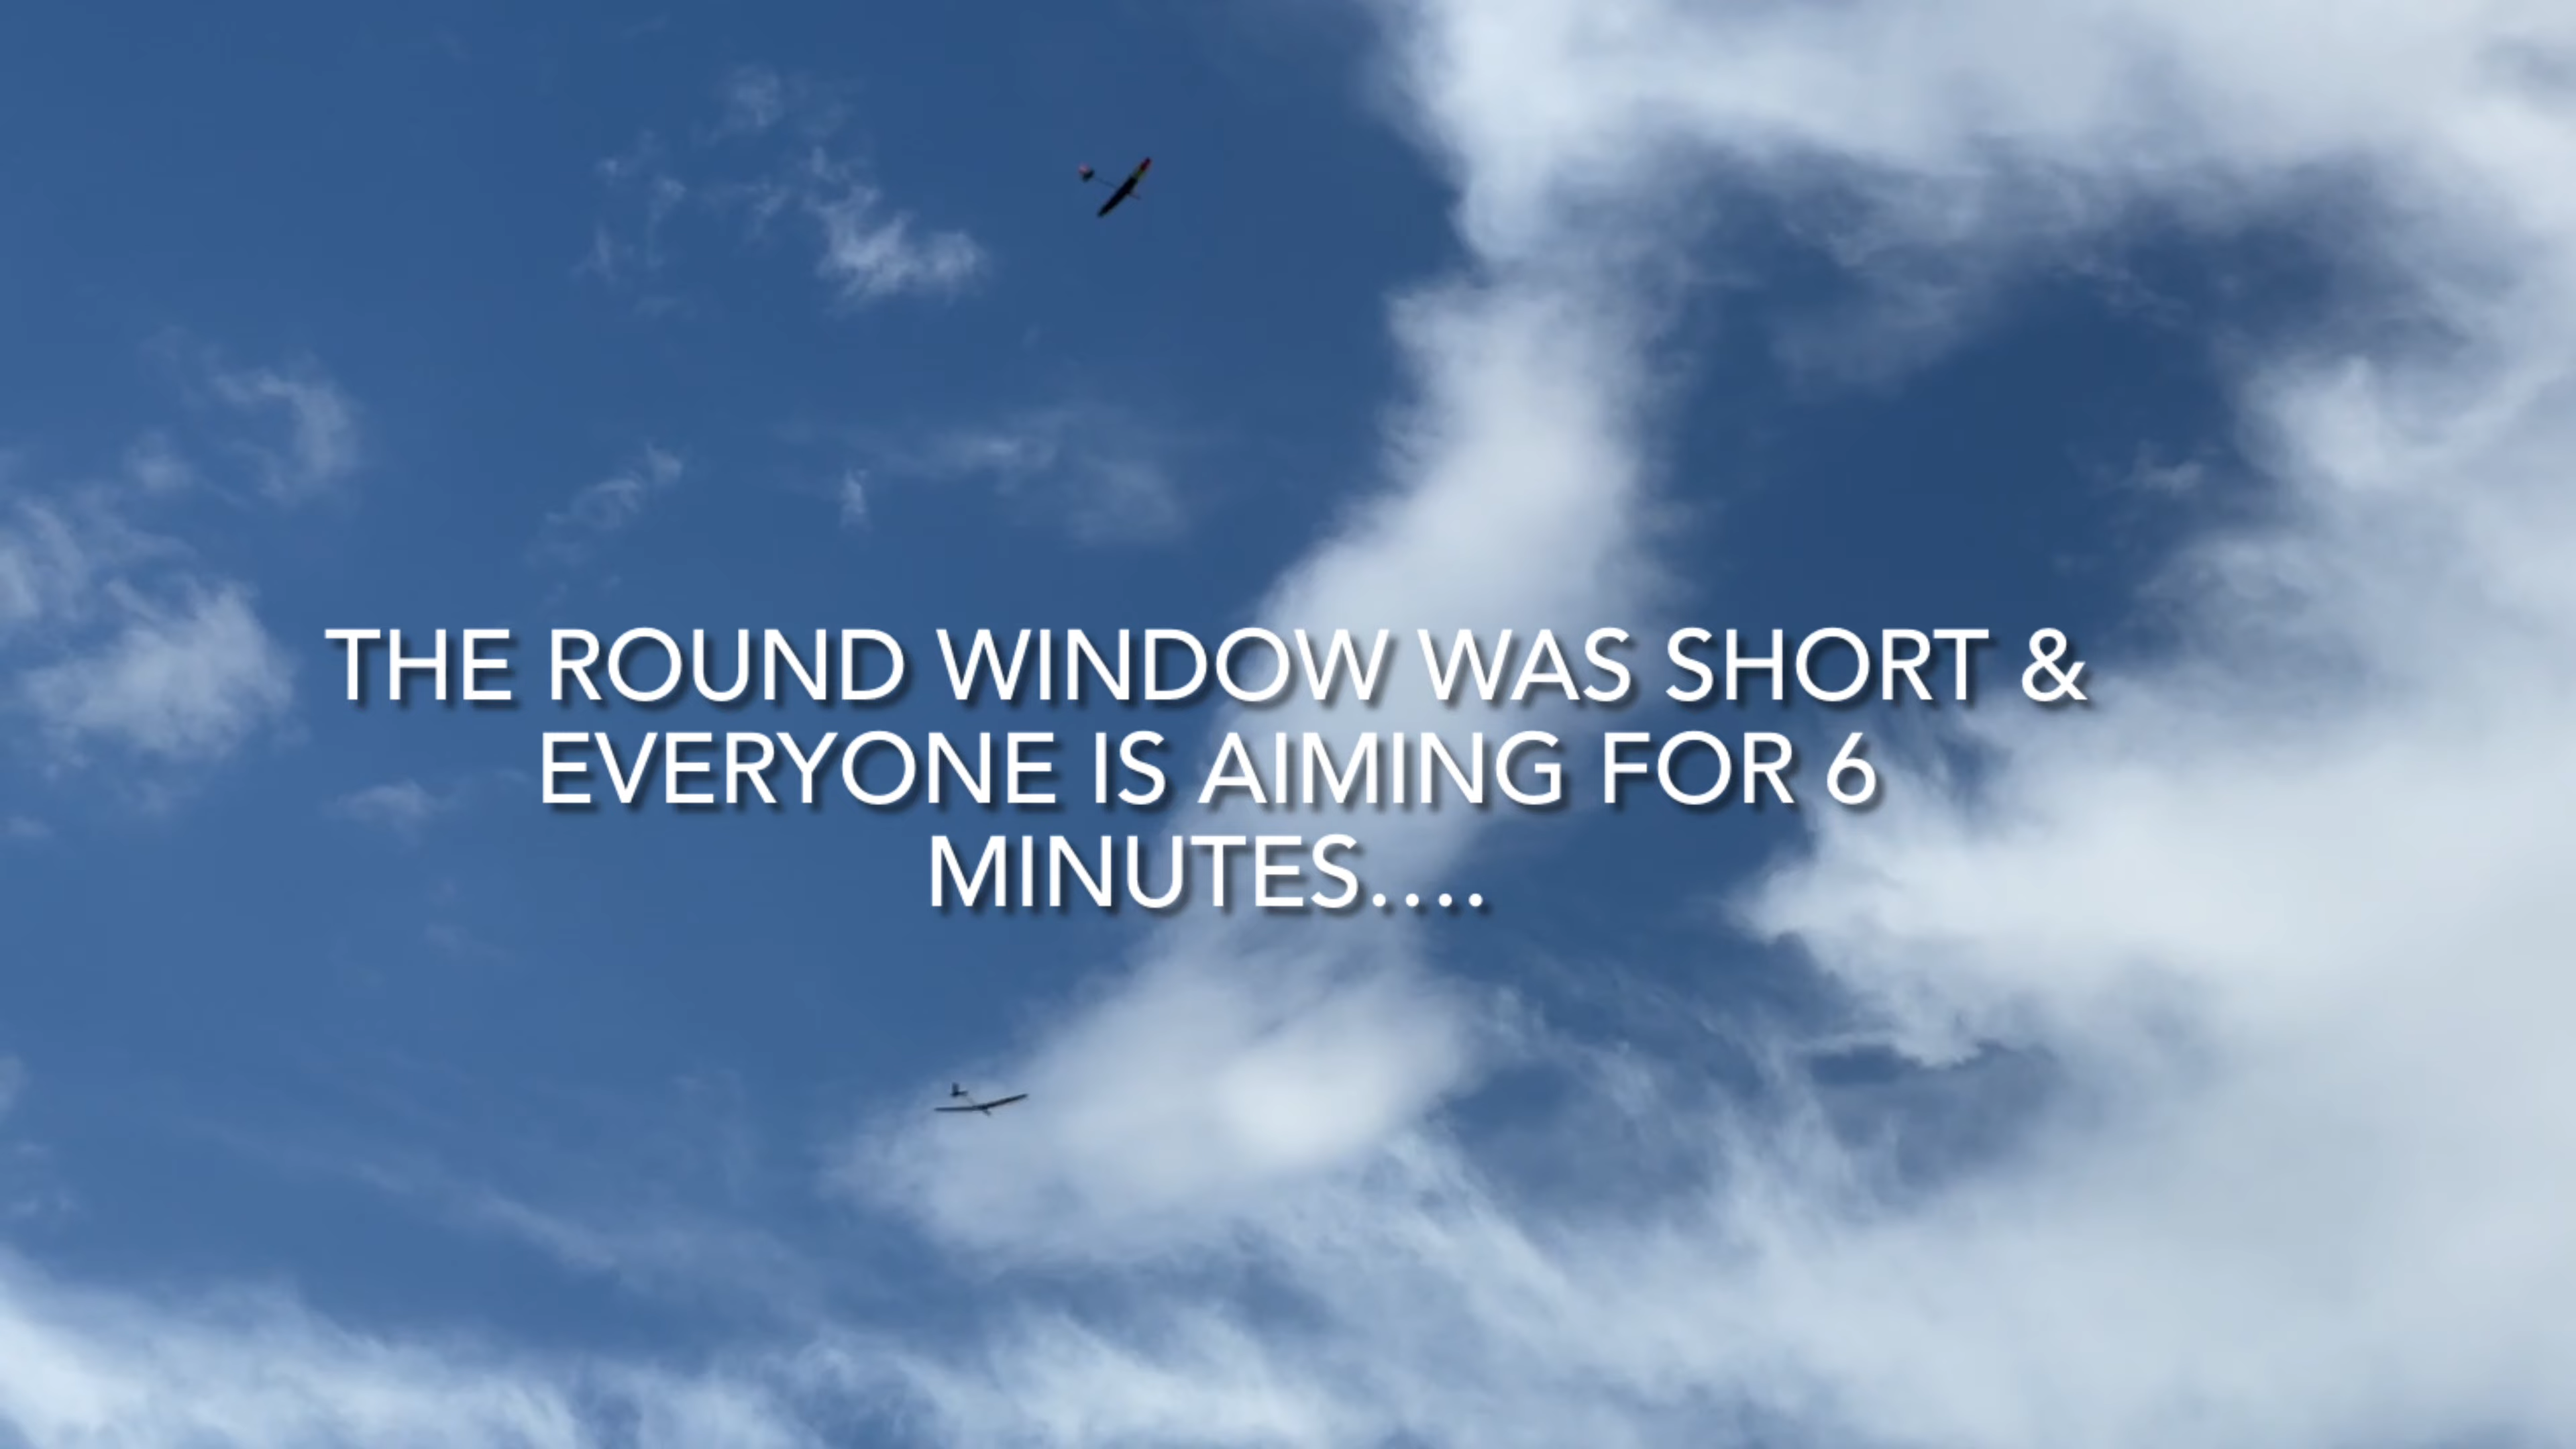 THE ROUND WINDOW WAS SHORT &
EVERYONE IS AIMING FOR 6
MINUTES....